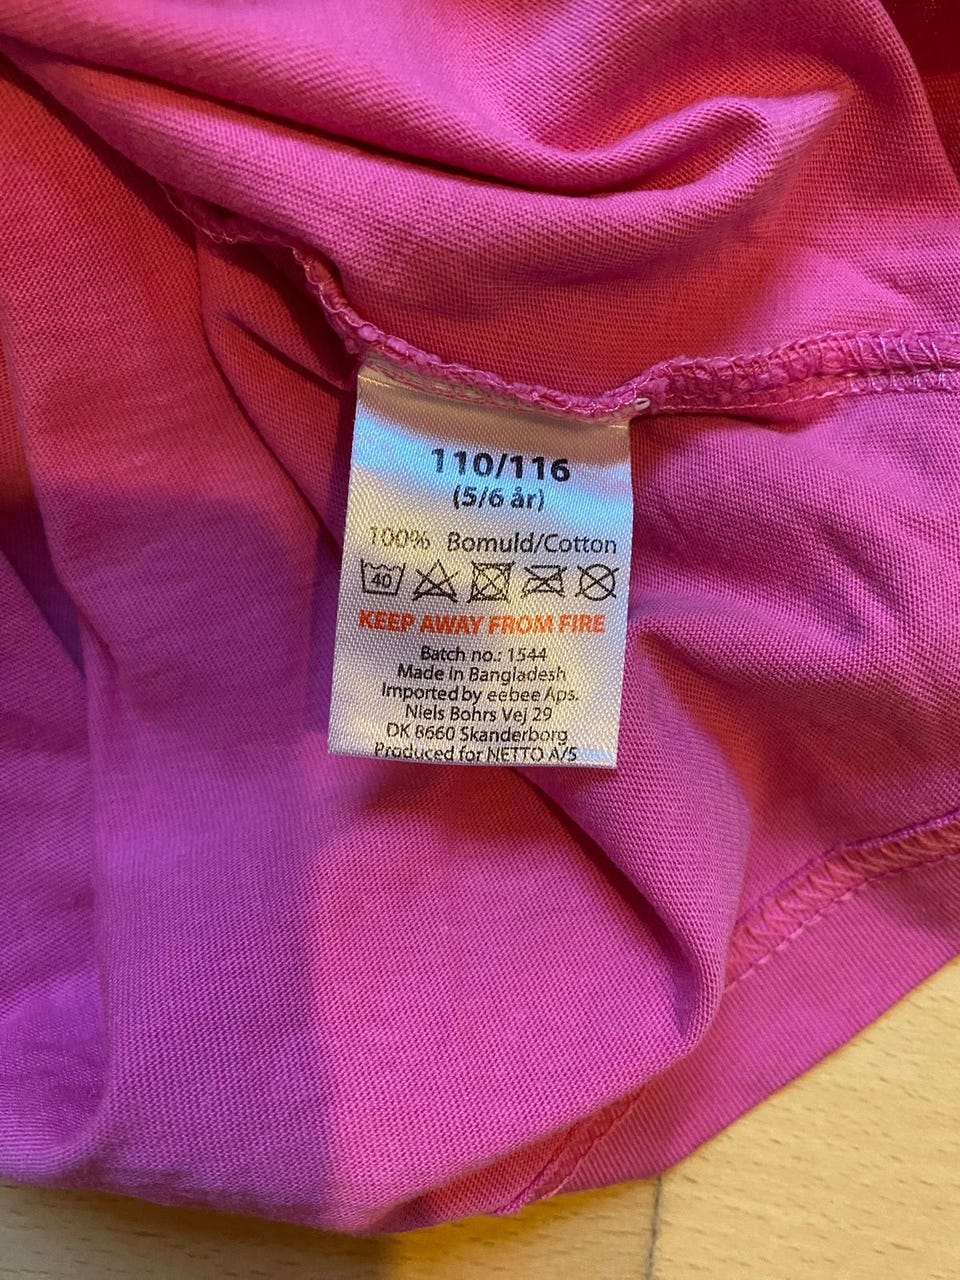 110/116
(5/6 år)
100% Bomuld/Cotton
40
KEEP AWAY FROM FIRE
Batch no.: 1544
Made in Bangladesh
Imported by eebee Aps.
Niels Bohrs Vej 29
DK 8660 Skanderborg
Produced for NETTO A/S